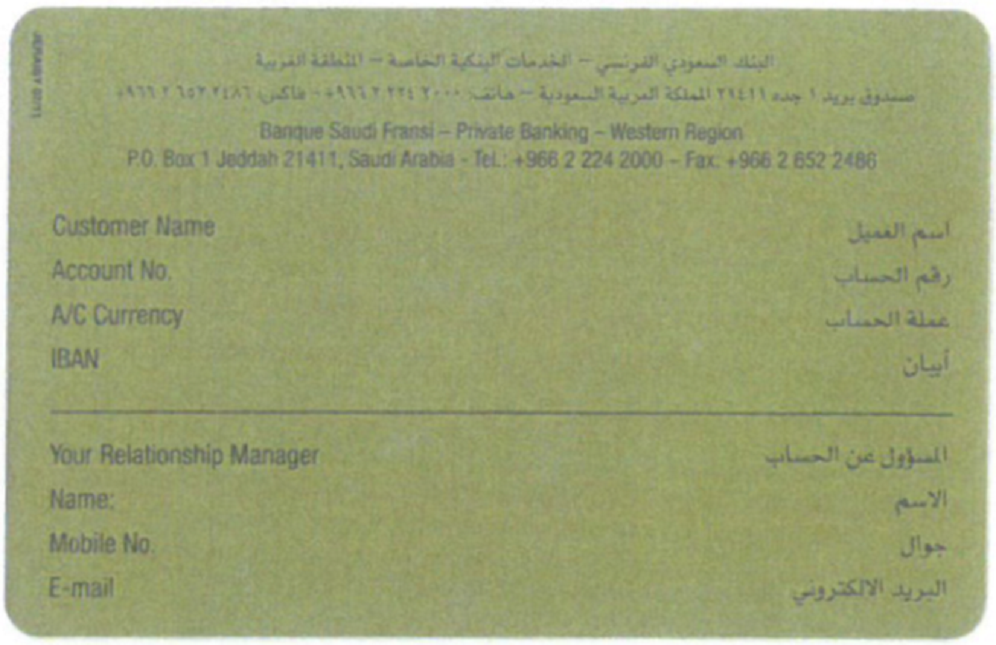 البنك السعودي الفرنسي – الخدمات البنكية الخاصة – المنطقة الغربية
صندوق بريد ١ جده ٢١٤١١ المملكة العربية السعودية – هاتف: ٢٠٠٠ ٢٢٤ ٢ ٩٦٦+ – فاكس: ٢٤٨٦ ٦٥٢ ٢ ٩٦٦+
Banque Saudi Fransi – Private Banking – Western Region
P.O. Box 1 Jeddah 21411, Saudi Arabia - Tel.: +966 2 224 2000 – Fax: +966 2 652 2486
Customer Name اسم العميل
Account No. رقم الحساب
A/C Currency عملة الحساب
IBAN أيبان
Your Relationship Manager المسؤول عن الحساب
Name: الاسم
Mobile No. جوال
E-mail البريد الالكتروني